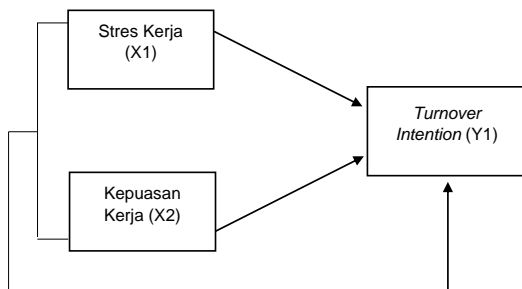 Stres Kerja
(X1)
Turnover
Intention (Y1)
Kepuasan
Kerja (X2)